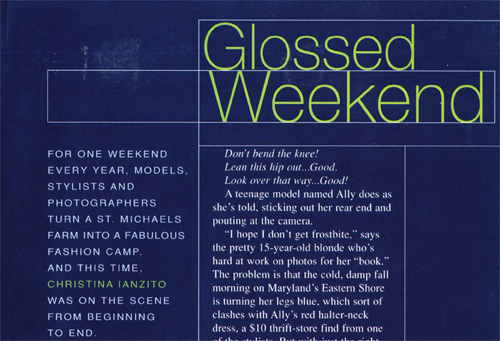 Glossed
Weekend
FOR ONE WEEKEND
EVERY YEAR, MODELS,
STYLISTS AND
PHOTOGRAPHERS
TURN A ST. MICHAELS
FARM INTO A FABULOUS
FASHION CAMP.
AND THIS TIME,
CHRISTINA IANZITO
WAS ON THE SCENE
FROM BEGINNING
TO END.
Don't bend the knee!
Lean this hip out...Good.
Look over that way...Good!
A teenage model named Ally does as
she's told, sticking out her rear end and
pouting at the camera.
"I hope I don't get frostbite," says
the pretty 15-year-old blonde who's
hard at work on photos for her "book."
The problem is that the cold, damp fall
morning on Maryland's Eastern Shore
is turning her legs blue, which sort of
clashes with Ally's red halter-neck
dress, a $10 thrift-store find from one
of the stylists. But with just the right